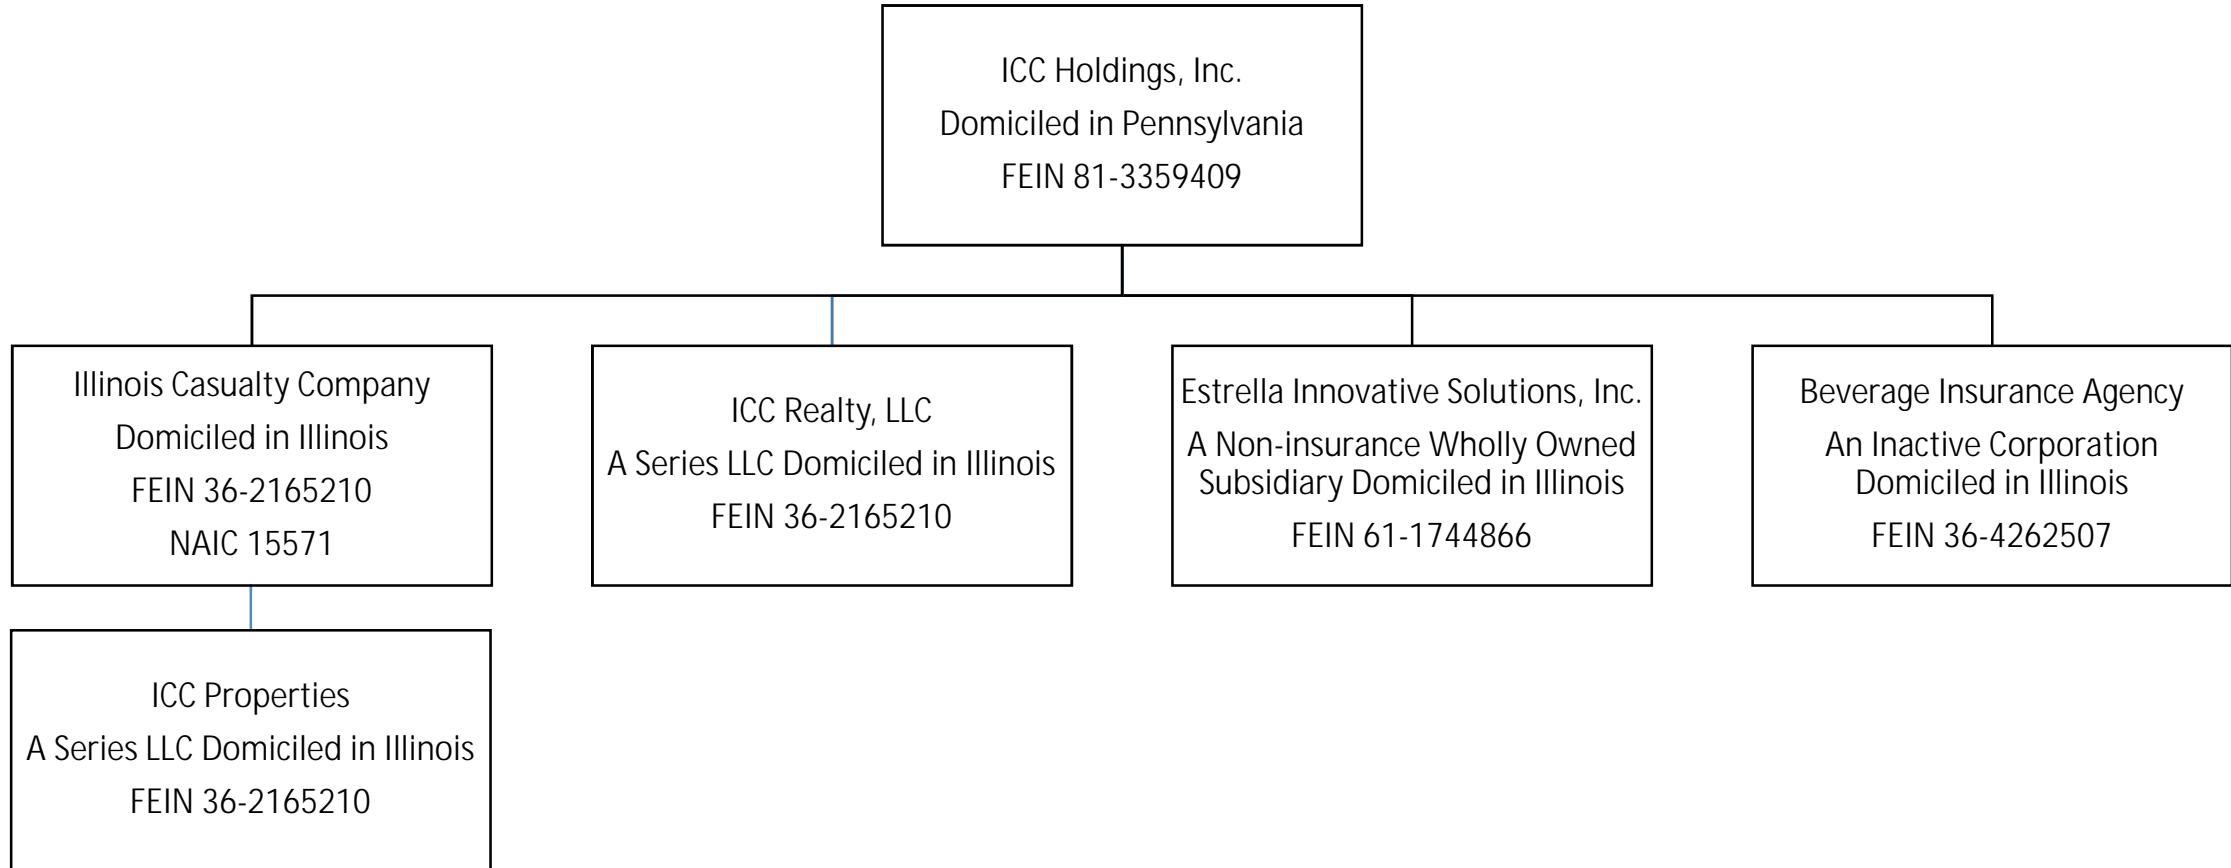 ICC Holdings, Inc.
Domiciled in Pennsylvania
FEIN 81-3359409
Illinois Casualty Company
Domiciled in Illinois
FEIN 36-2165210
NAIC 15571
ICC Realty, LLC
A Series LLC Domiciled in Illinois
FEIN 36-2165210
Estrella Innovative Solutions, Inc.
A Non-insurance Wholly Owned
Subsidiary Domiciled in Illinois
FEIN 61-1744866
Beverage Insurance Agency
An Inactive Corporation
Domiciled in Illinois
FEIN 36-4262507
ICC Properties
A Series LLC Domiciled in Illinois
FEIN 36-2165210